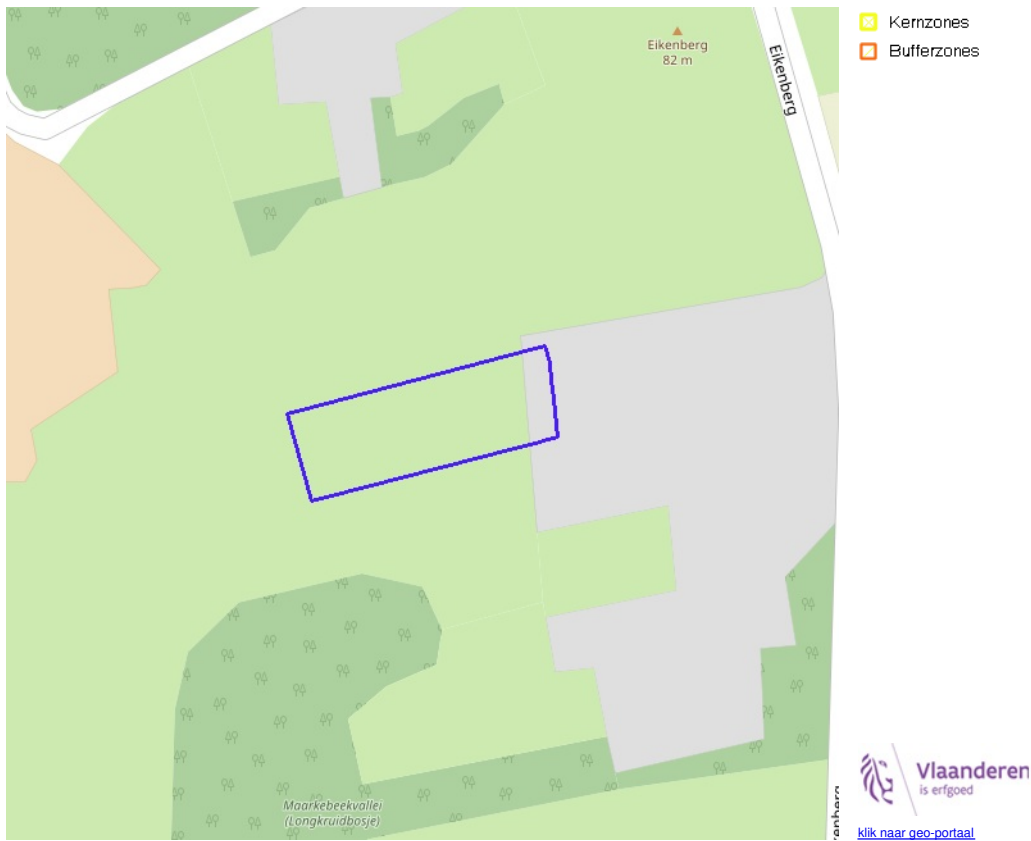 Kernzones
Bufferzones
Eikenberg
82 m
Eikenberg
Maarkebeekvallei
(Longkruidbosje)
Vlaanderen
is erfgoed
klik naar geo-portaal